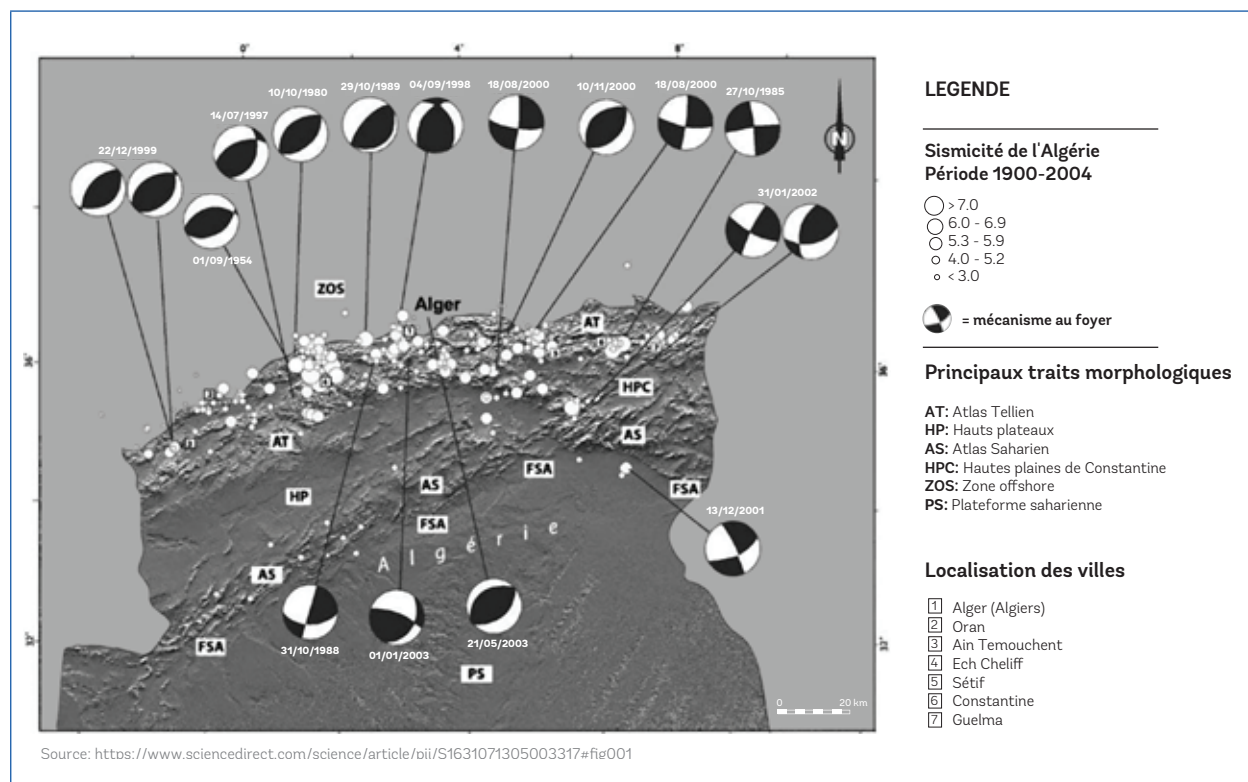 0°
4°
8°
10/10/1980
29/10/1989
04/09/1998
18/08/2000
10/11/2000
18/08/2000
27/10/1985
14/07/1997
22/12/1999
31/01/2002
01/09/1954
N
ZOS
Alger
AT
HPC
AT
AS
AS
FSA
FSA
HP
FSA
Algérie
AS
FSA
PS
13/12/2001
31/10/1988
01/01/2003
21/05/2003
36°
36°
32°
0 20 km
LEGENDE
Sismicité de l'Algérie
Période 1900-2004
> 7.0
6.0 - 6.9
5.3 - 5.9
4.0 - 5.2
< 3.0
= mécanisme au foyer
Principaux traits morphologiques
AT: Atlas Tellien
HP: Hauts plateaux
AS: Atlas Saharien
HPC: Hautes plaines de Constantine
ZOS: Zone offshore
PS: Plateforme saharienne
Localisation des villes
1 Alger (Algiers)
2 Oran
3 Ain Temouchent
4 Ech Cheliff
5 Sétif
6 Constantine
7 Guelma
Source: https://www.sciencedirect.com/science/article/pii/S1631071305003317#fig001